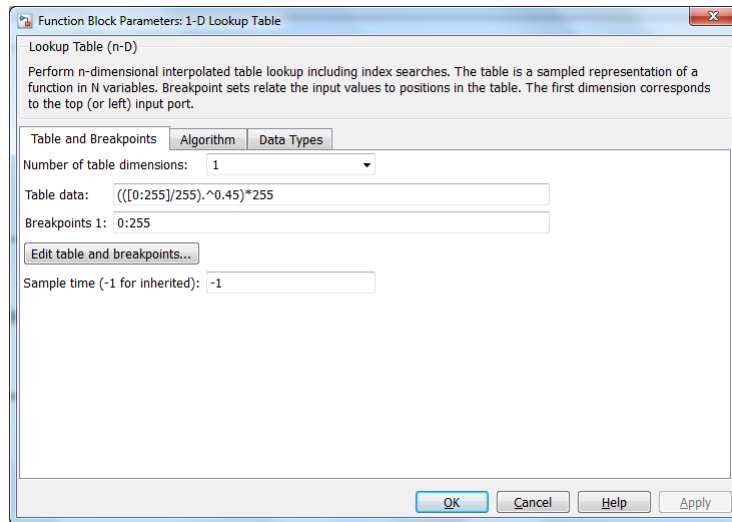 Function Block Parameters: 1-D Lookup Table
Lookup Table (n-D)
Perform n-dimensional interpolated table lookup including index searches. The table is a sampled representation of a
function in N variables. Breakpoint sets relate the input values to positions in the table. The first dimension corresponds
to the top (or left) input port.
Table and Breakpoints Algorithm Data Types
Number of table dimensions: 1
Table data: (([0:255]/255).^0.45)*255
Breakpoints 1: 0:255
Edit table and breakpoints...
Sample time (-1 for inherited): -1
OK Cancel Help Apply